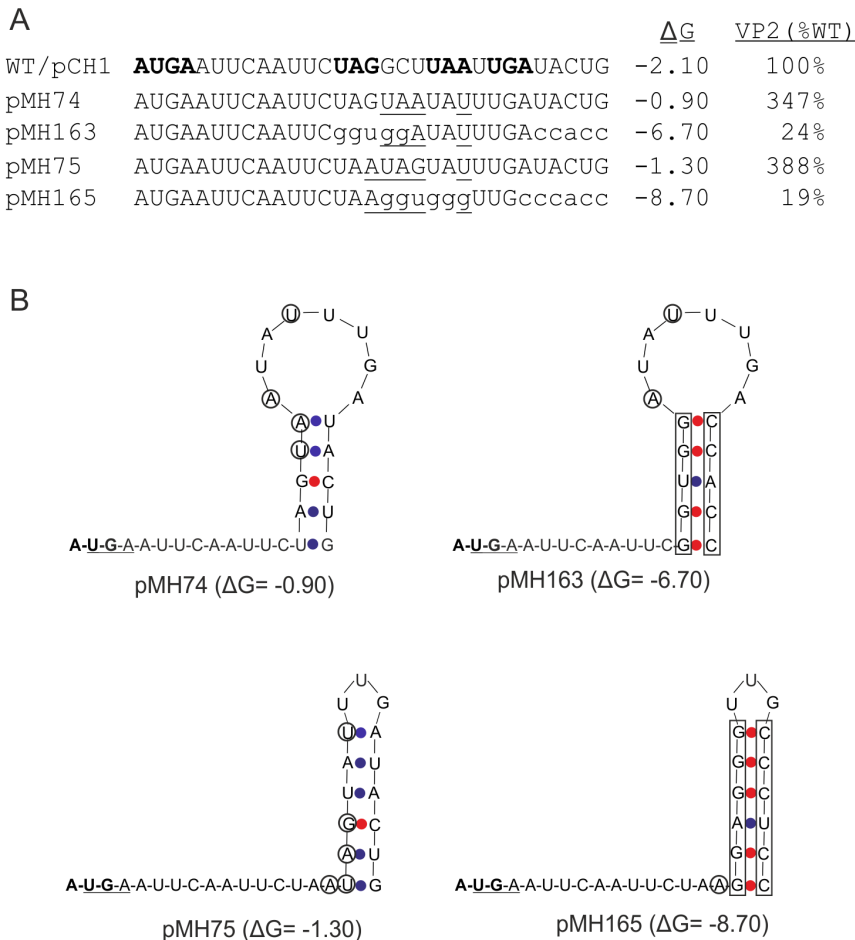 A
ΔG VP2(%WT)
WT/pCH1 AUGAAUUCAAUUCUAGGCUUAAUUGAUACUG -2.10 100%
pMH74 AUGAAUUCAAUUCUAGUAAUAUUUGAUACUG -0.90 347%
pMH163 AUGAAUUCAAUUCgguggAUAUUUGAccacc -6.70 24%
pMH75 AUGAAUUCAAUUCUAAUAGUAUUUGAUACUG -1.30 388%
pMH165 AUGAAUUCAAUUCUAAggugggUUGcccacc -8.70 19%
B
U-U-U
A U
U G
A A
A U
U A
G C
A U
A-U-G-A-A-U-U-C-A-A-U-U-C-U G
pMH74 (ΔG= -0.90)
U-U-U
A U
U G
A A
G C
G C
U A
G C
A-U-G-A-A-U-U-C-A-A-U-U-C-G C
pMH163 (ΔG= -6.70)
U
U G
U A
A U
U A
G C
A U
A-U-G-A-A-U-U-C-A-A-U-U-C-U-A-A-U G
pMH75 (ΔG= -1.30)
U
U G
G C
G C
G C
A U
G C
A-U-G-A-A-U-U-C-A-A-U-U-C-U-A-A-G C
pMH165 (ΔG= -8.70)